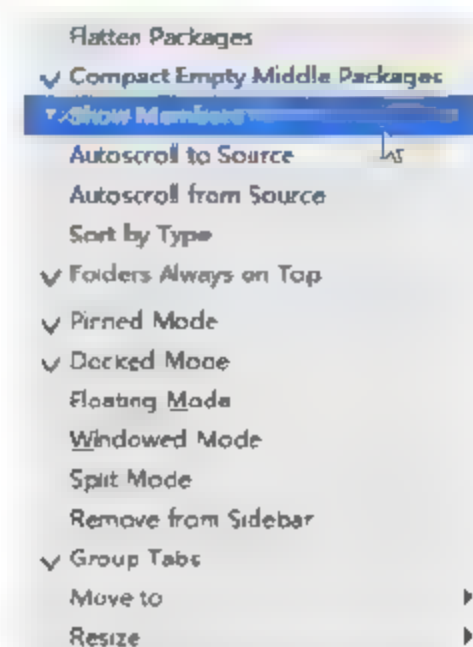 Flatten Packages
Compact Empty Middle Packages
Show Members
Autoscroll to Source
Autoscroll from Source
Sort by Type
Folders Always on Top
Pinned Mode
Docked Mode
Floating Mode
Windowed Mode
Split Mode
Remove from Sidebar
Group Tabs
Move to
Resize